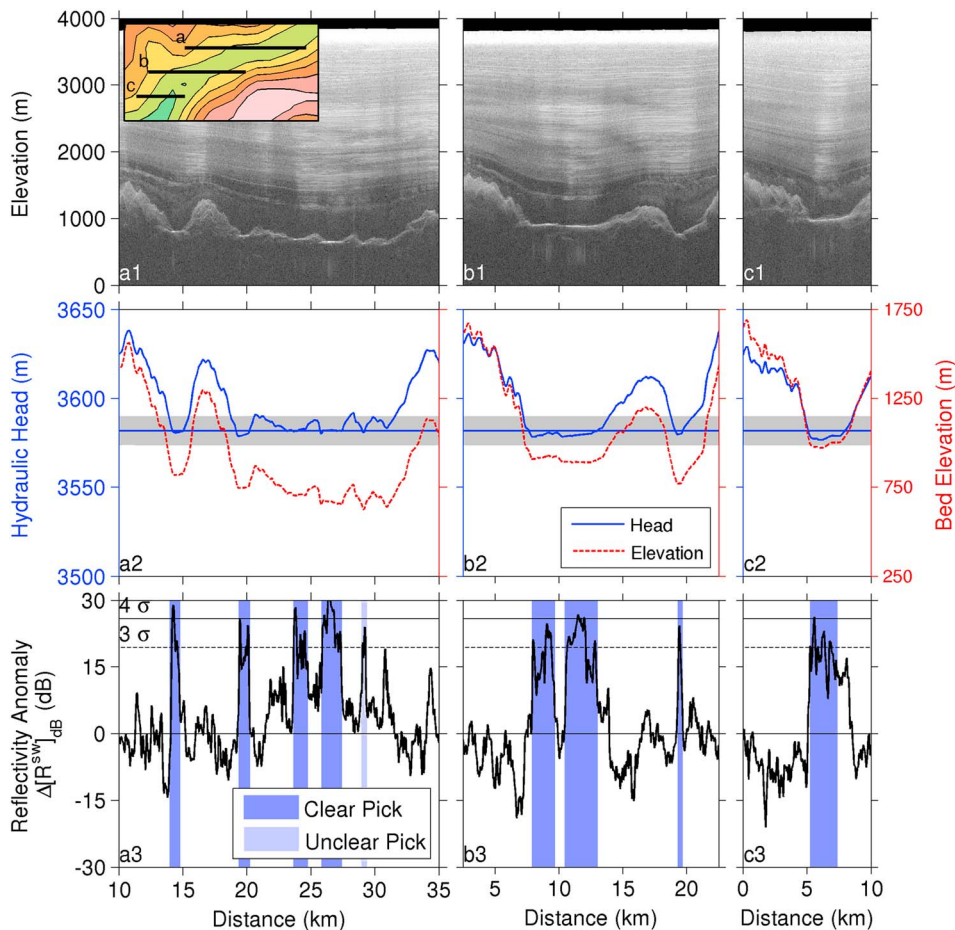 Elevation (m)
4000
3000
2000
1000
0
a
b
c
a1
b1
c1
Hydraulic Head (m)
3650
3600
3550
3500
a2
b2
Head
Elevation
c2
1750
1250
750
250
Bed Elevation (m)
Reflectivity Anomaly
Δ[R^sw]_dB (dB)
30
15
0
-15
-30
4 σ
3 σ
Clear Pick
Unclear Pick
a3
b3
c3
10 15 20 25 30 35
5 10 15 20
0 5 10
Distance (km)
Distance (km)
Distance (km)